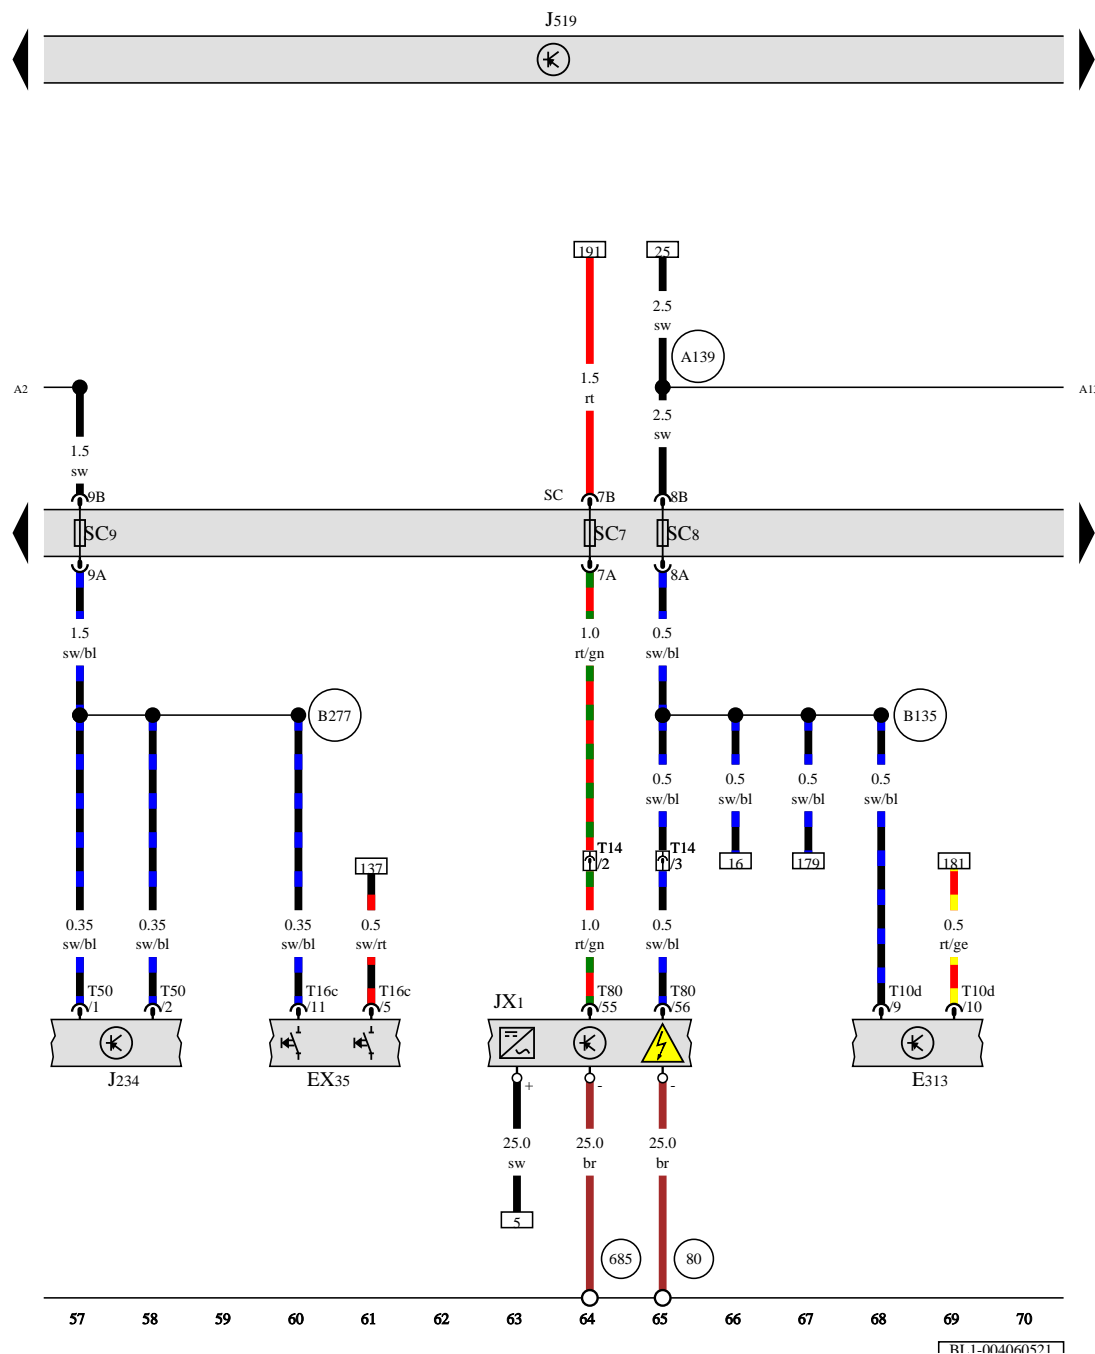 J519
191
25
2.5
sw
A139
1.5
rt
A2
2.5
sw
1.5
sw
9B
SC
7B
8B
SC9
SC7
SC8
9A
7A
8A
1.5
sw/bl
1.0
rt/gn
0.5
sw/bl
B277
B135
0.5
sw/bl
0.5
sw/bl
0.5
sw/bl
0.5
sw/bl
T14
/2
T14
/3
16
179
137
181
0.35
sw/bl
0.35
sw/bl
0.35
sw/bl
0.5
sw/rt
1.0
rt/gn
0.5
sw/bl
0.5
rt/ge
T50
/1
T50
/2
T16c
/11
T16c
/5
JX1
T80
/55
T80
/56
T10d
/9
T10d
/10
J234
EX35
E313
+
-
-
25.0
sw
25.0
br
25.0
br
5
685
80
57 58 59 60 61 62 63 64 65 66 67 68 69 70
BL1-004060521